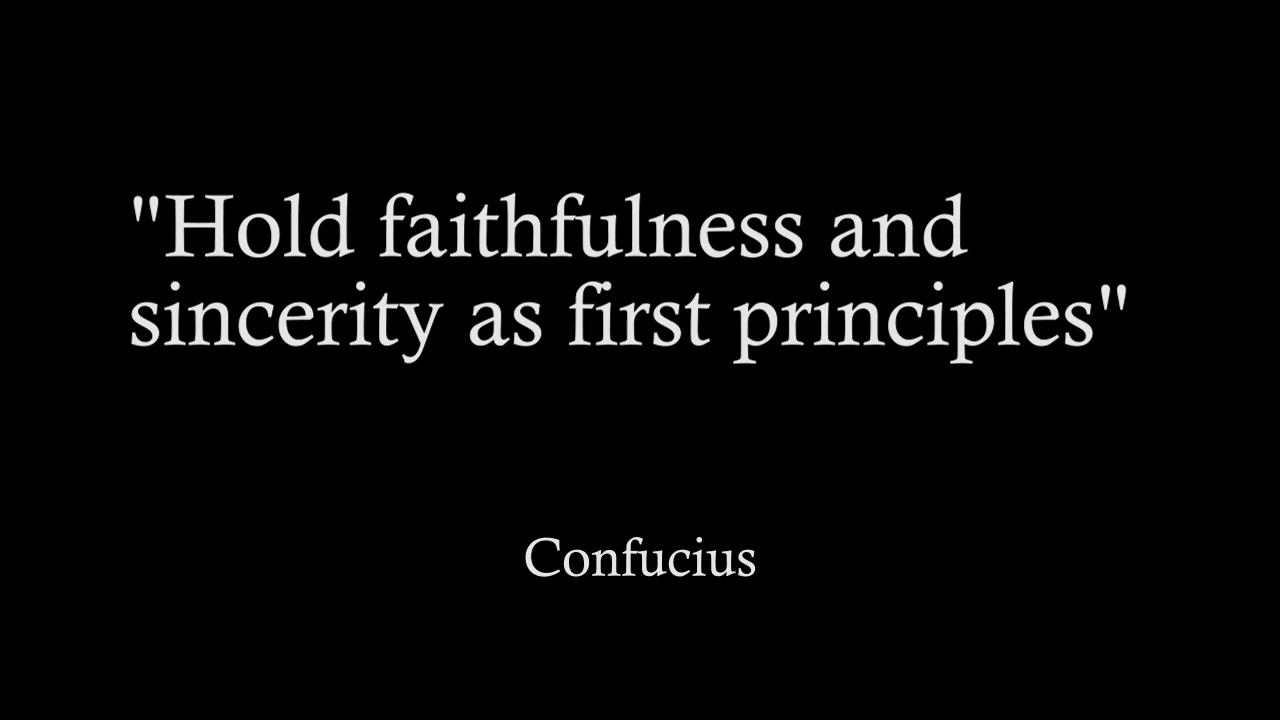 "Hold faithfulness and
sincerity as first principles"
Confucius